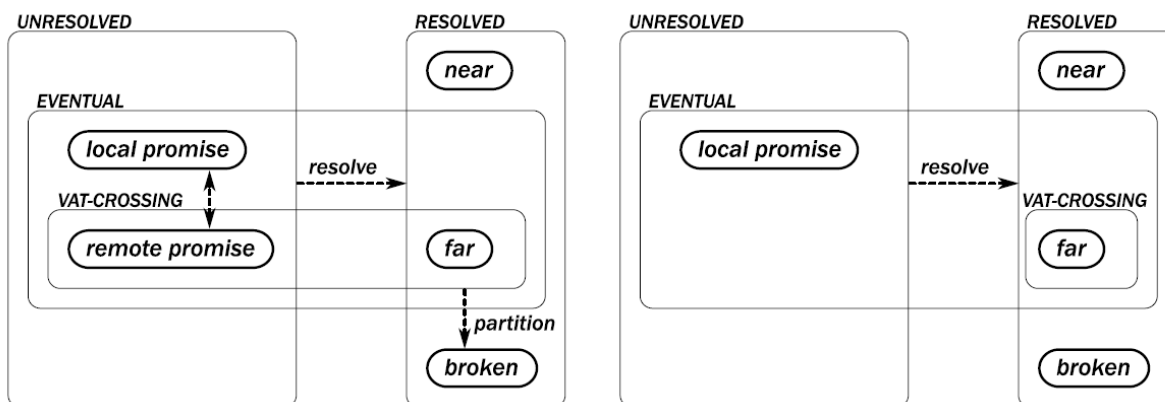 UNRESOLVED
RESOLVED
near
EVENTUAL
local promise
resolve
VAT-CROSSING
remote promise
far
partition
broken
UNRESOLVED
RESOLVED
near
EVENTUAL
local promise
resolve
VAT-CROSSING
far
broken